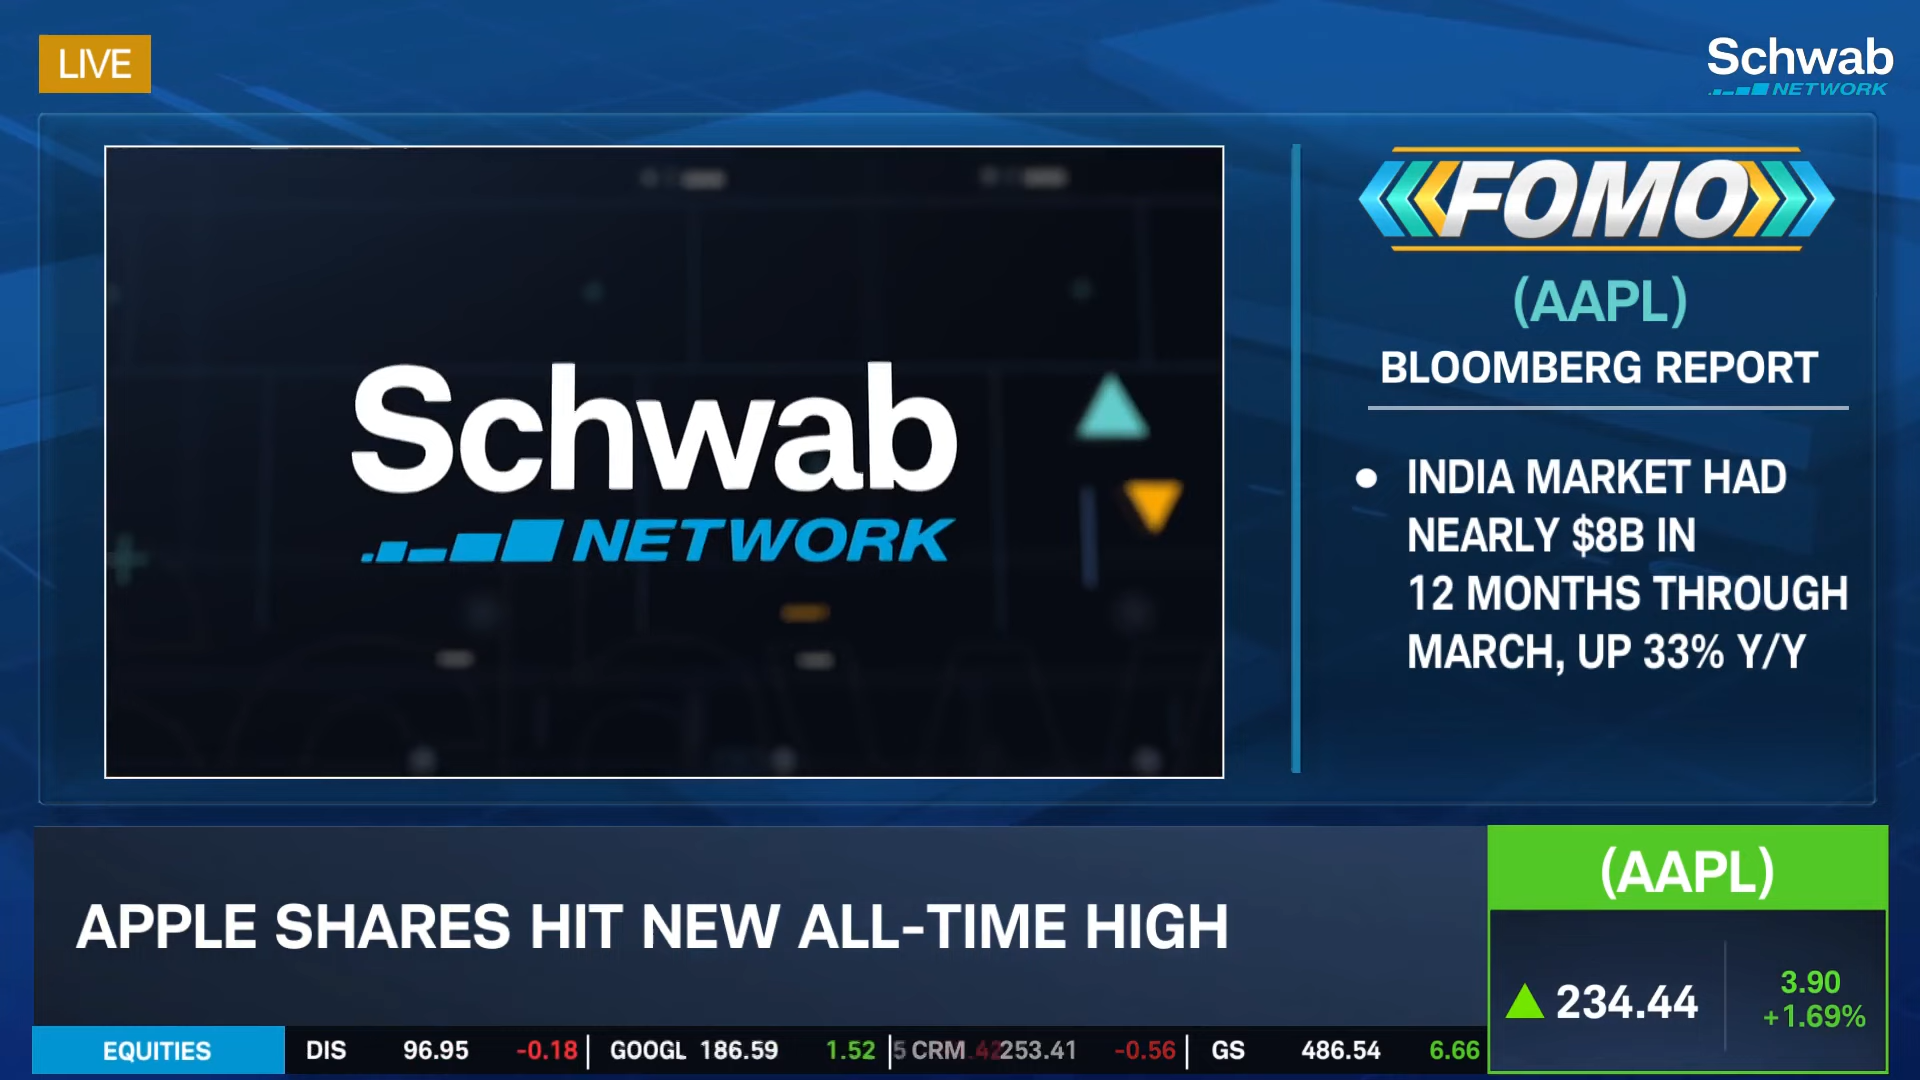 LIVE
Schwab
NETWORK
Schwab
NETWORK
FOMO
(AAPL)
BLOOMBERG REPORT
• INDIA MARKET HAD
NEARLY $8B IN
12 MONTHS THROUGH
MARCH, UP 33% Y/Y
APPLE SHARES HIT NEW ALL-TIME HIGH
(AAPL)
234.44
3.90
+1.69%
EQUITIES DIS 96.95 -0.18 GOOGL 186.59 1.52 CRM 253.41 -0.56 GS 486.54 6.66